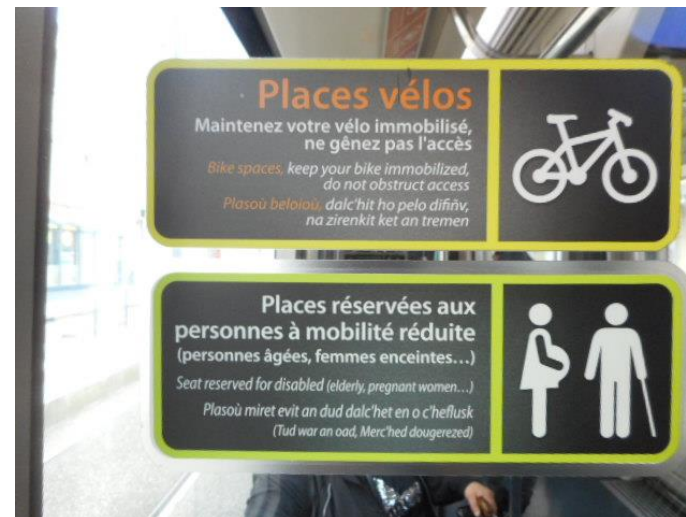 Places vélos
Maintenez votre vélo immobilisé,
ne gênez pas l'accès
Bike spaces, keep your bike immobilized,
do not obstruct access
Plasoù beloioù, dalc'hit ho pelo difiñv,
na zirenkit ket an tremen
Places réservées aux
personnes à mobilité réduite
(personnes âgées, femmes enceintes...)
Seat reserved for disabled (elderly, pregnant women...)
Plasoù miret evit an dud dalc'het en o c'heflusk
(Tud war an oad, Merc'hed dougerezed)